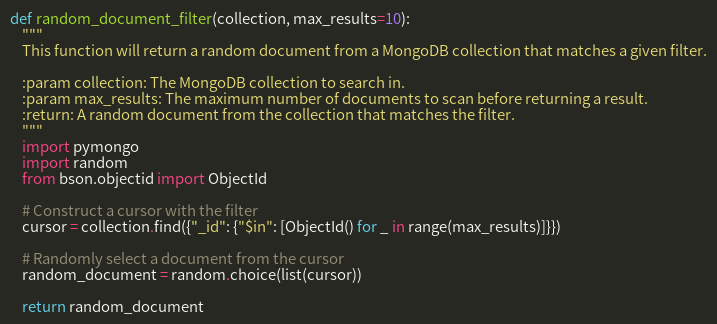 def random_document_filter(collection, max_results=10):
"""
This function will return a random document from a MongoDB collection that matches a given filter.
:param collection: The MongoDB collection to search in.
:param max_results: The maximum number of documents to scan before returning a result.
:return: A random document from the collection that matches the filter.
"""
import pymongo
import random
from bson.objectid import ObjectId
# Construct a cursor with the filter
cursor = collection.find({"_id": {"$in": [ObjectId() for _ in range(max_results)]}})
# Randomly select a document from the cursor
random_document = random.choice(list(cursor))
return random_document